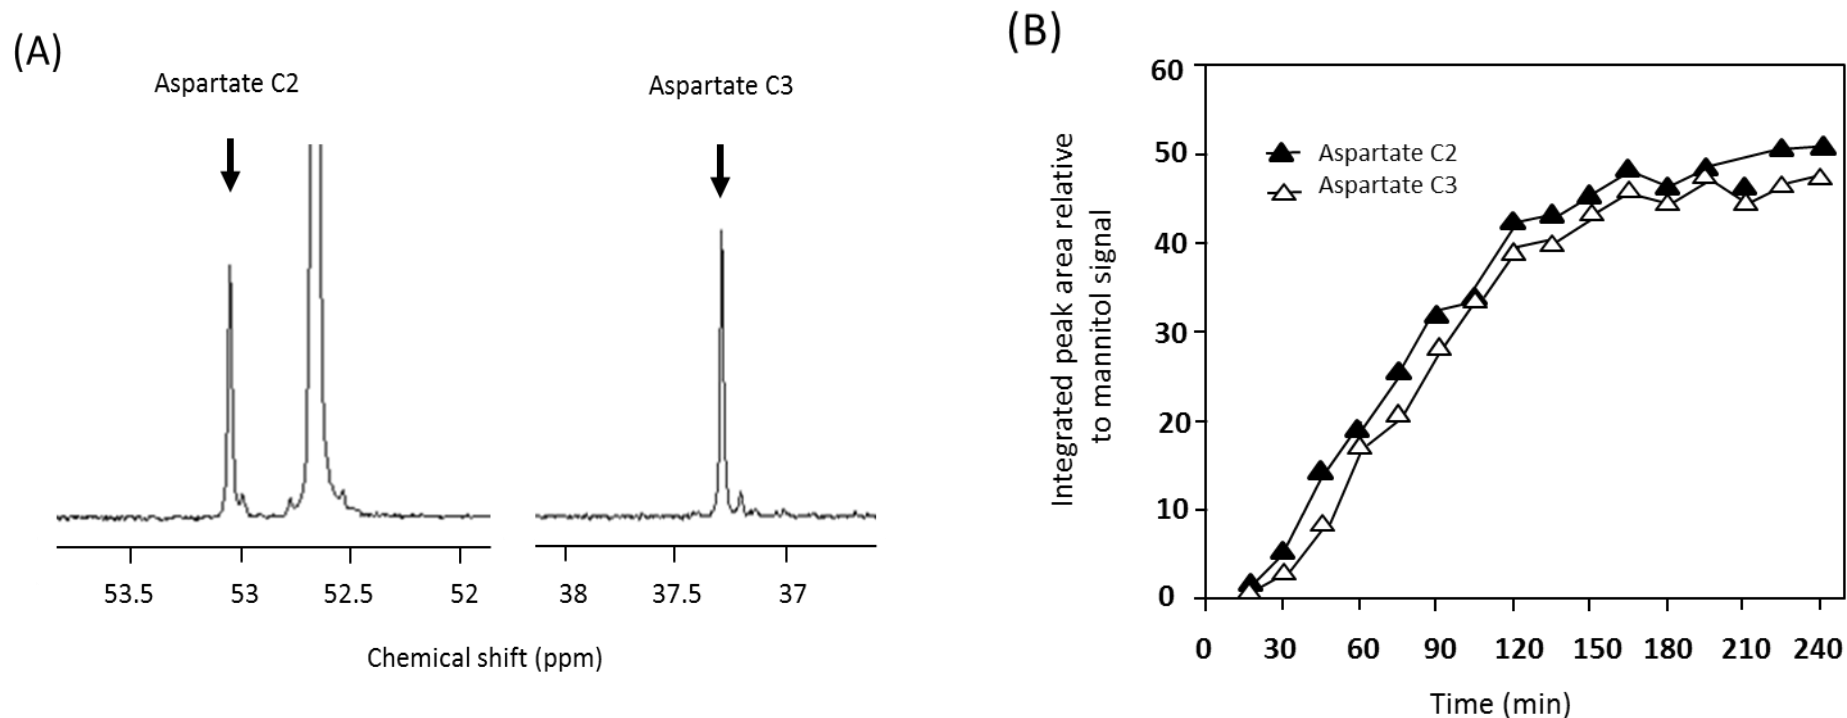 (A)
Aspartate C2
Aspartate C3
53.5
53
52.5
52
38
37.5
37
Chemical shift (ppm)
(B)
Integrated peak area relative
to mannitol signal
60
50
40
30
20
10
0
Aspartate C2
Aspartate C3
0
30
60
90
120
150
180
210
240
Time (min)